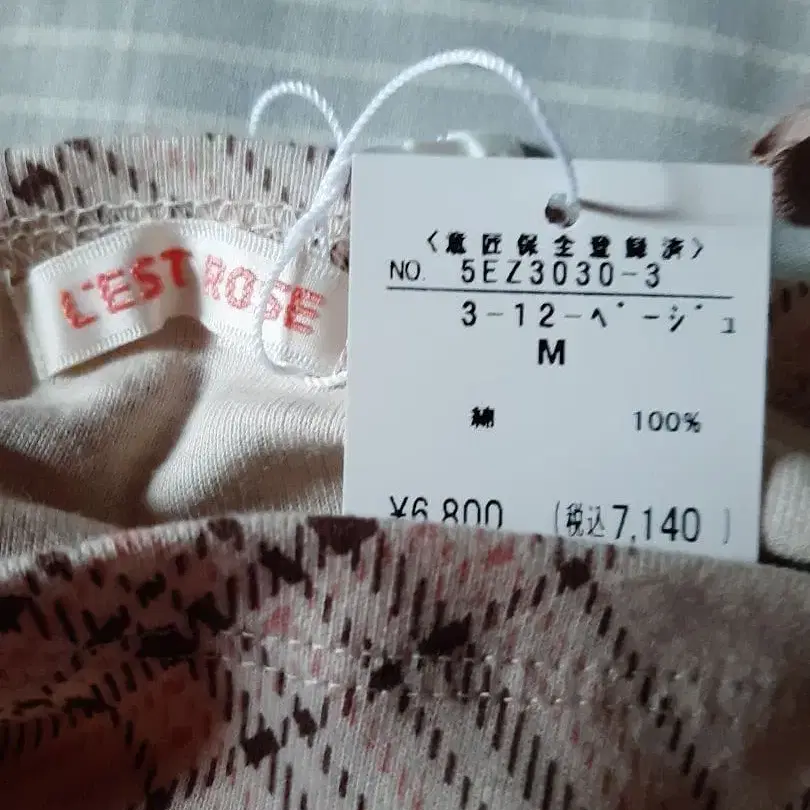 L'EST ROSE
〈意匠保全登録済〉
NO. 5EZ3030-3
3-12-ベージュ
M
綿 100%
¥6,800 (税込7,140)